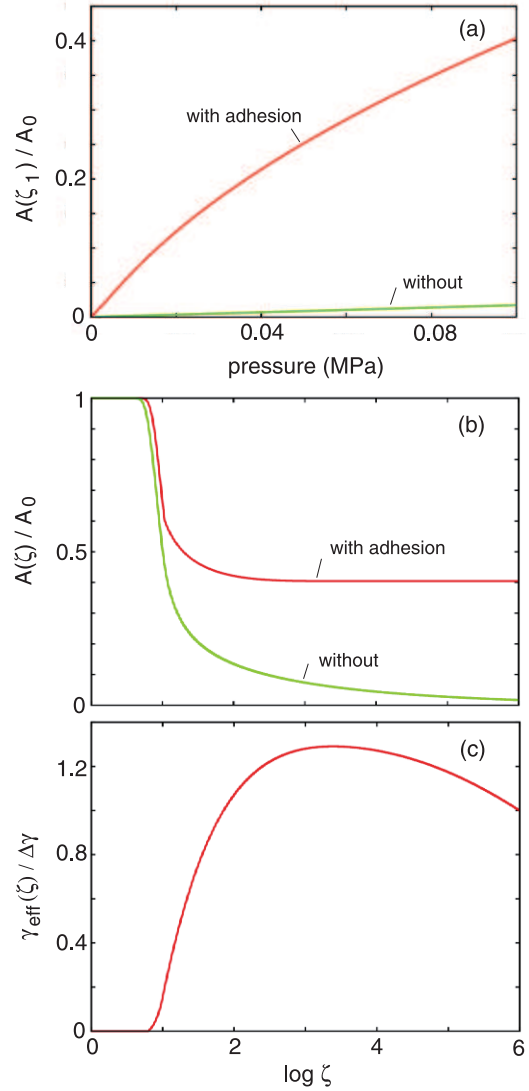 (a)
0.4
with adhesion
A(ζ₁) / A₀
0.2
without
0
0 0.04 0.08
pressure (MPa)
1
(b)
A(ζ) / A₀
0.5
with adhesion
without
0
(c)
1.2
γeff(ζ) / Δγ
0.8
0.4
0
0 2 4 6
log ζ